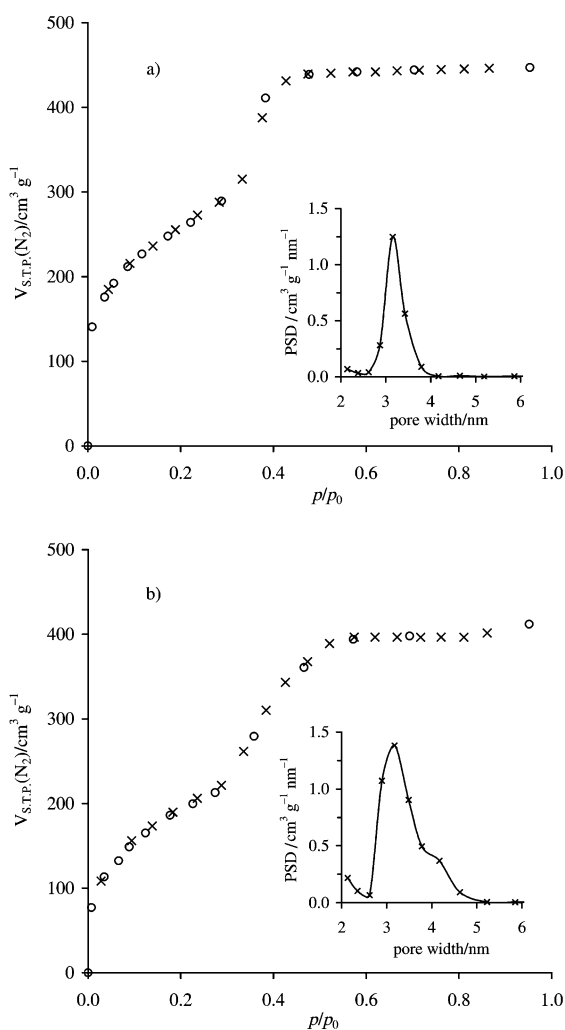 500
a)
400
300
200
100
0
V_S.T.P.(N₂)/cm³ g⁻¹
0.0 0.2 0.4 0.6 0.8 1.0
p/p₀
1.5
1.0
0.5
0.0
PSD /cm³ g⁻¹ nm⁻¹
2 3 4 5 6
pore width/nm
500
b)
400
300
200
100
0
V_S.T.P.(N₂)/cm³ g⁻¹
0.0 0.2 0.4 0.6 0.8 1.0
p/p₀
1.5
1.0
0.5
0.0
PSD /cm³ g⁻¹ nm⁻¹
2 3 4 5 6
pore width/nm